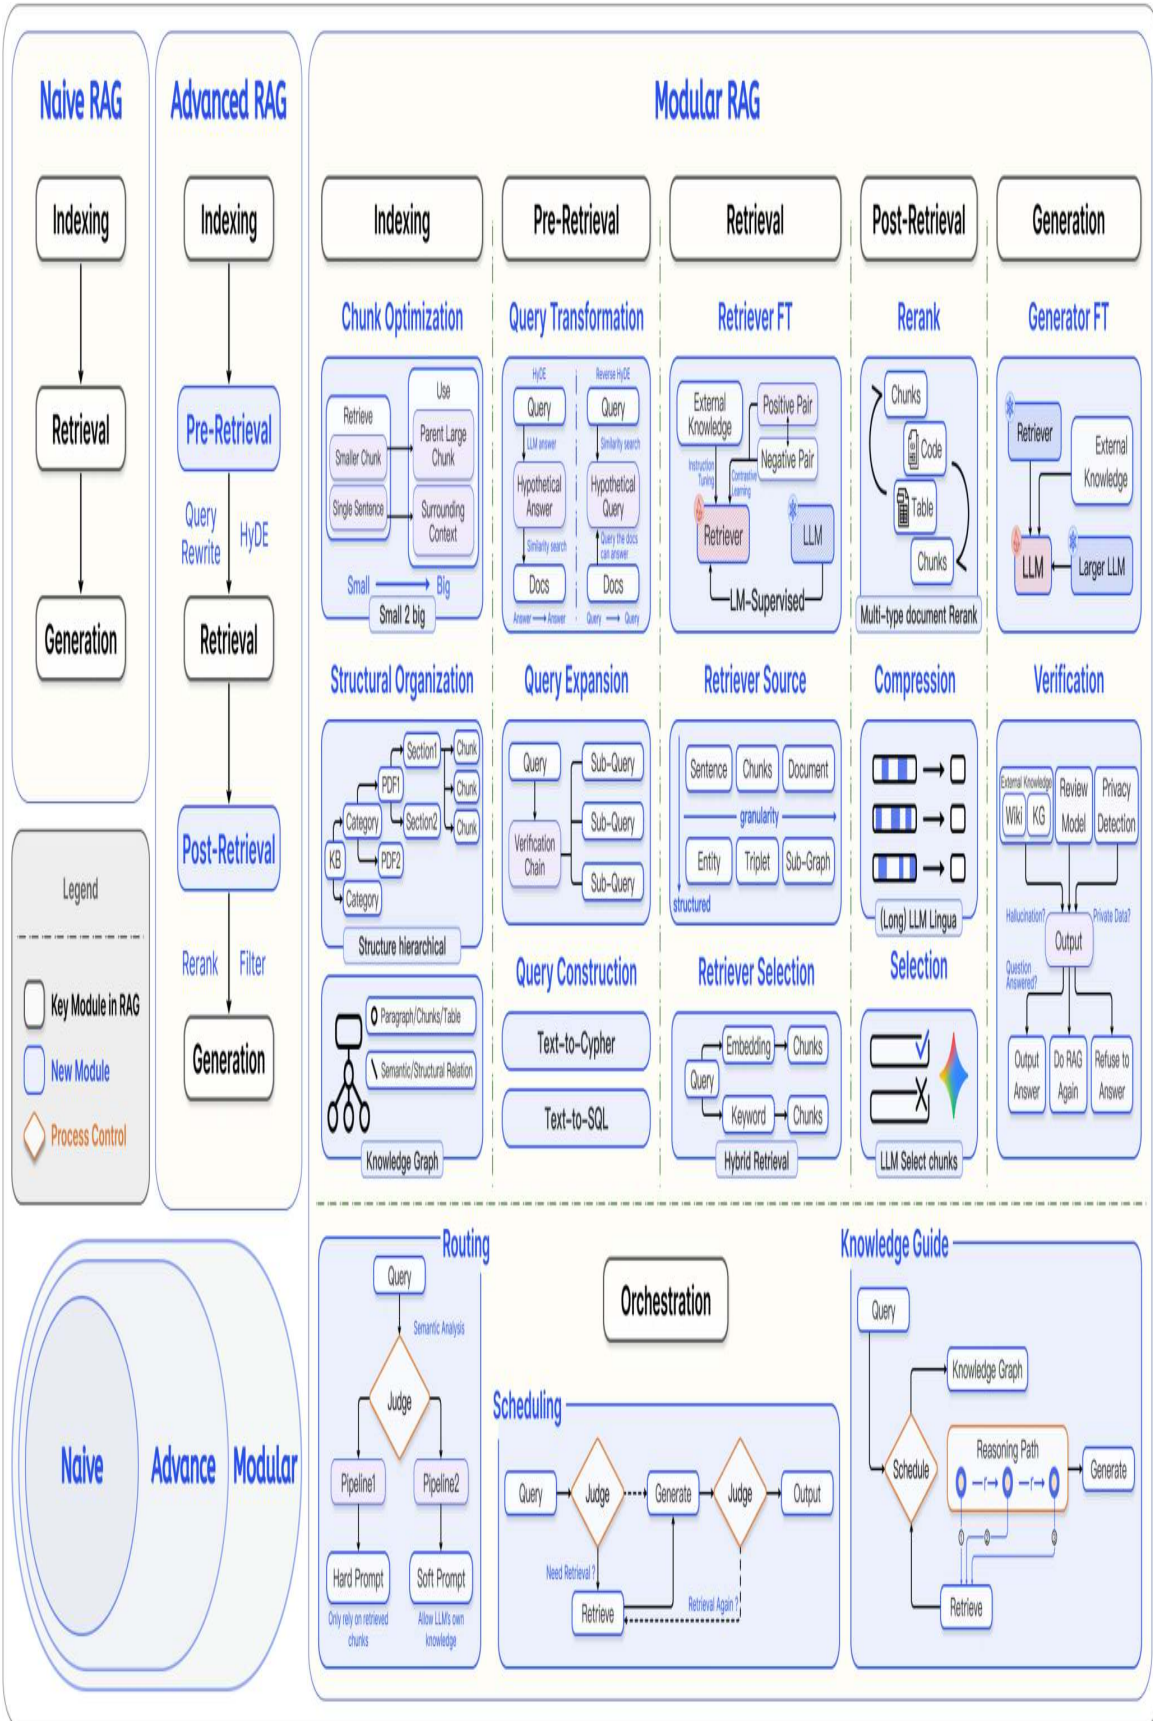 Naive RAG
Indexing
Retrieval
Generation
Advanced RAG
Indexing
Pre-Retrieval
Query
Rewrite
HyDE
Retrieval
Post-Retrieval
Rerank
Filter
Generation
Legend
Key Module in RAG
New Module
Process Control
Naive
Advance
Modular
Modular RAG
Indexing
Chunk Optimization
Retrieve
Smaller Chunk
Single Sentence
Use
Parent Large
Chunk
Surrounding
Context
Small
Big
Small 2 big
Structural Organization
KB
Category
Category
PDF1
PDF2
Section1
Section2
Chunk
Chunk
Chunk
Structure hierarchical
Paragraph/Chunks/Table
Semantic/Structural Relation
Knowledge Graph
Pre-Retrieval
Query Transformation
HyDE
Query
LLM answer
Hypothetical
Answer
Similarity search
Docs
Answer
Answer
Reverse HyDE
Query
Similarity search
Hypothetical
Query
Query the docs
can answer
Docs
Query
Query
Query Expansion
Query
Verification
Chain
Sub-Query
Sub-Query
Sub-Query
Query Construction
Text-to-Cypher
Text-to-SQL
Retrieval
Retriever FT
External
Knowledge
Positive Pair
Negative Pair
Instruction
Tuning
Contrastive
Learning
Retriever
LLM
LM-Supervised
Retriever Source
Sentence
Chunks
Document
granularity
Entity
Triplet
Sub-Graph
structured
Retriever Selection
Query
Embedding
Chunks
Keyword
Chunks
Hybrid Retrieval
Post-Retrieval
Rerank
Chunks
Code
Table
Chunks
Multi-type document Rerank
Compression
(Long) LLM Lingua
Selection
LLM Select chunks
Generation
Generator FT
Retriever
External
Knowledge
LLM
Larger LLM
Verification
External Knowledge
Wiki
KG
Review
Model
Privacy
Detection
Hallucination?
Private Data?
Output
Question
Answered?
Output
Answer
Do RAG
Again
Refuse to
Answer
Routing
Query
Semantic Analysis
Judge
Pipeline1
Pipeline2
Hard Prompt
Soft Prompt
Only rely on retrieved
chunks
Allow LLM's own
knowledge
Orchestration
Scheduling
Query
Judge
Generate
Judge
Output
Need Retrieval ?
Retrieve
Retrieval Again ?
Knowledge Guide
Query
Knowledge Graph
Schedule
Reasoning Path
r
r
Generate
1
2
3
Retrieve